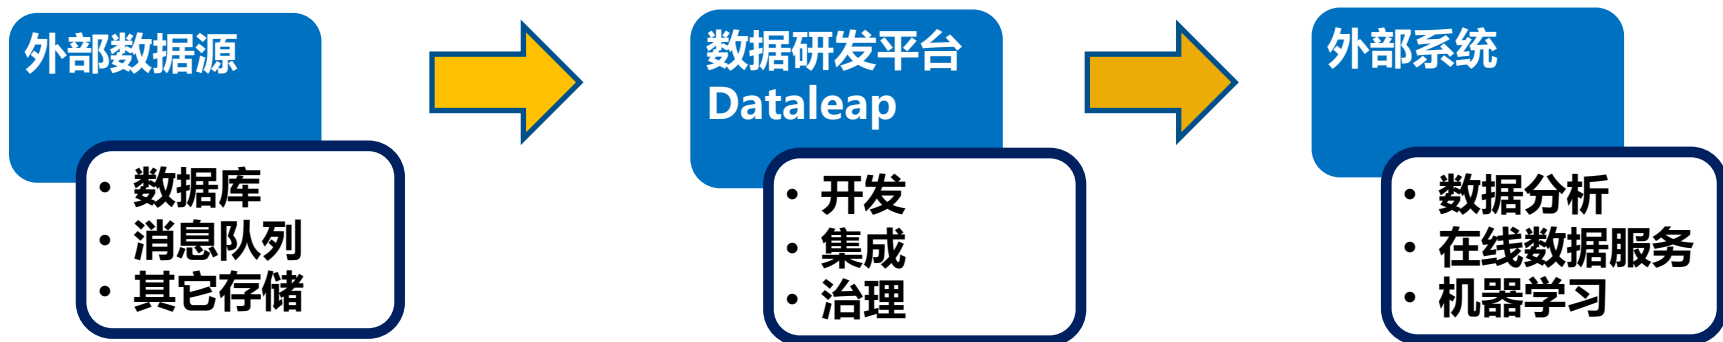 外部数据源
• 数据库
• 消息队列
• 其它存储
数据研发平台
Dataleap
• 开发
• 集成
• 治理
外部系统
• 数据分析
• 在线数据服务
• 机器学习